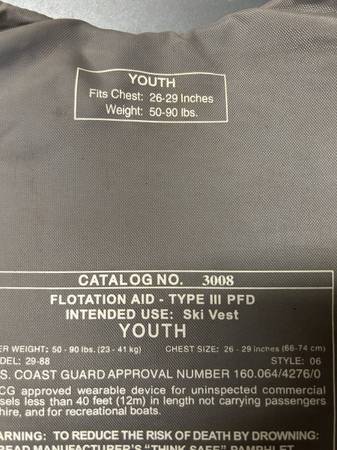 YOUTH
Fits Chest: 26-29 Inches
Weight: 50-90 lbs.
CATALOG NO. 3008
FLOTATION AID - TYPE III PFD
INTENDED USE: Ski Vest
YOUTH
ER WEIGHT: 50 - 90 lbs. (23 - 41 kg) CHEST SIZE: 26 - 29 inches (66-74 cm)
DEL: 29-88 STYLE: 06
S. COAST GUARD APPROVAL NUMBER 160.064/4276/0
CG approved wearable device for uninspected commercial
sels less than 40 feet (12m) in length not carrying passengers
hire, and for recreational boats.
ARNING: TO REDUCE THE RISK OF DEATH BY DROWNING:
READ MANUFACTURER'S "THINK SAFE" PAMPHLET